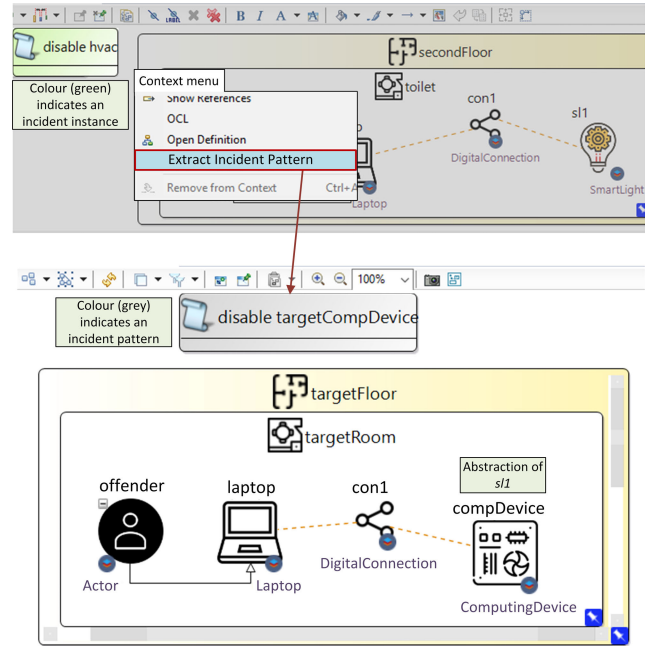 disable hvac
Colour (green)
indicates an
incident instance
Context menu
Show References
OCL
Open Definition
Extract Incident Pattern
Remove from Context Ctrl+A
secondFloor
toilet
con1
sl1
DigitalConnection
SmartLight
Laptop
100%
Colour (grey)
indicates an
incident pattern
disable targetCompDevice
targetFloor
targetRoom
Abstraction of
sl1
offender
laptop
con1
compDevice
DigitalConnection
Actor
Laptop
ComputingDevice